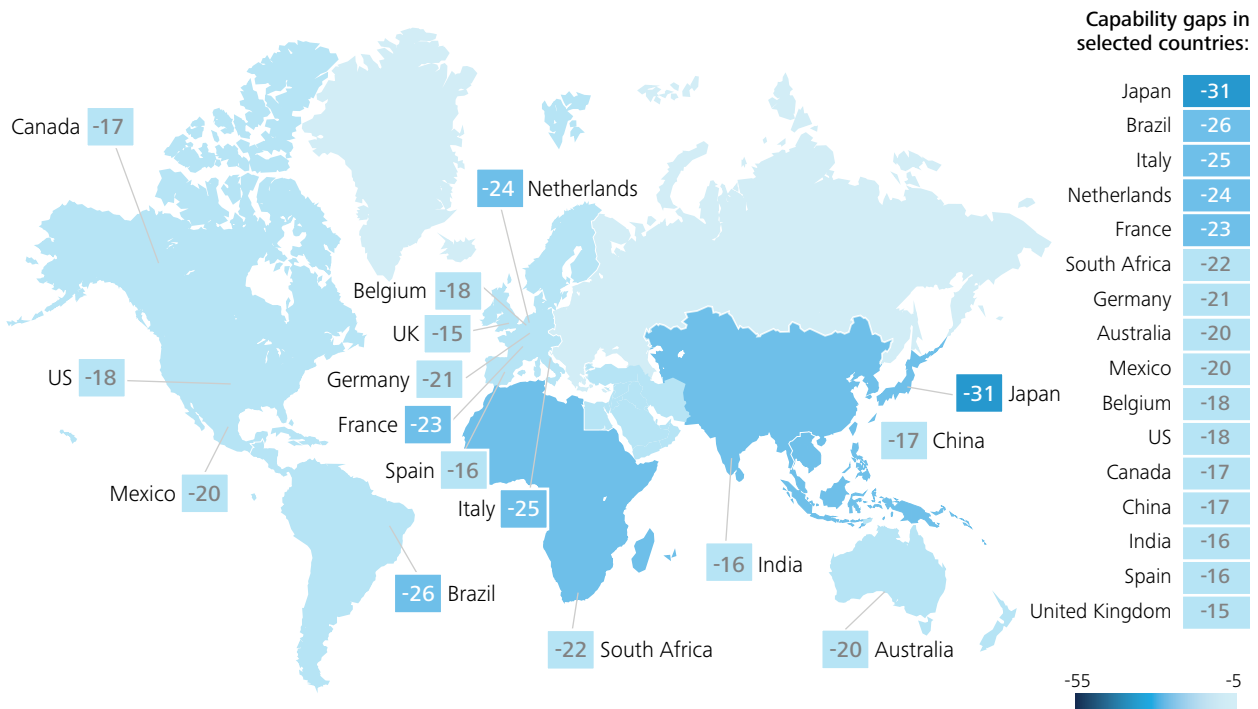 Capability gaps in
selected countries:
Japan -31
Brazil -26
Italy -25
Netherlands -24
France -23
South Africa -22
Germany -21
Australia -20
Mexico -20
Belgium -18
US -18
Canada -17
China -17
India -16
Spain -16
United Kingdom -15
-55 -5
Canada -17
-24 Netherlands
Belgium -18
UK -15
US -18
Germany -21
-31 Japan
France -23
-17 China
Spain -16
Mexico -20
Italy -25
-16 India
-26 Brazil
-22 South Africa
-20 Australia